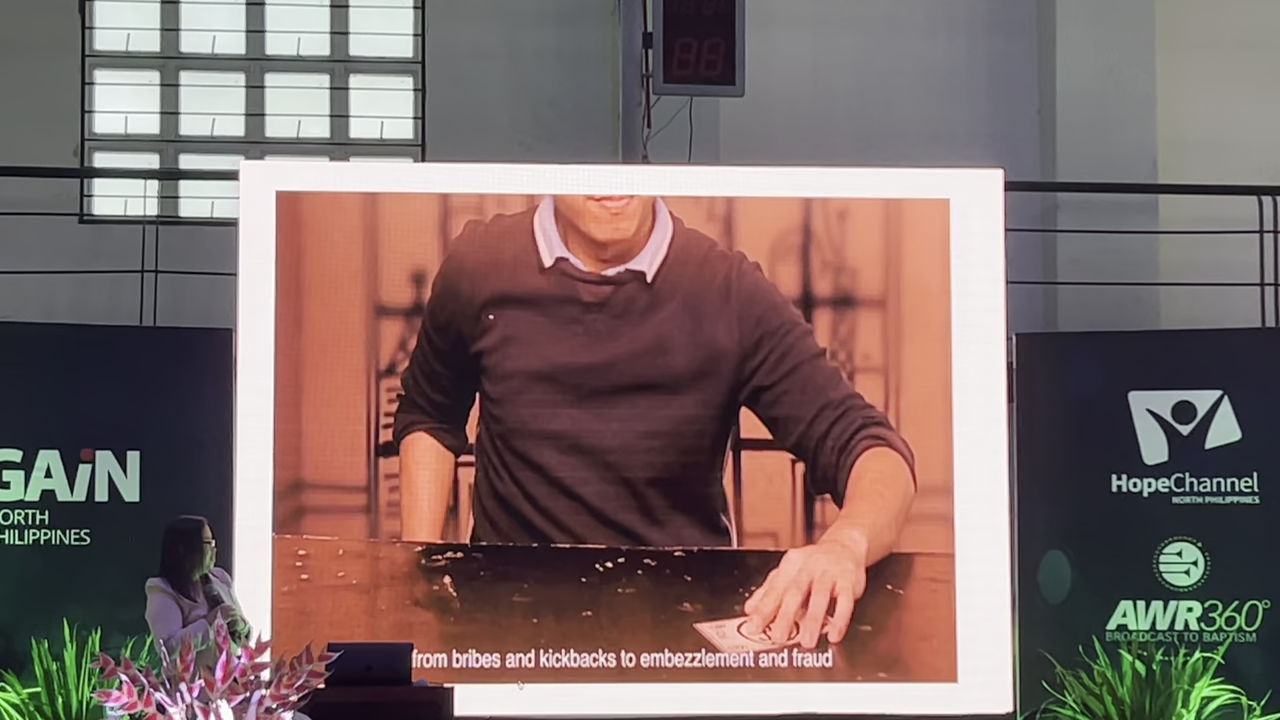 GAiN
ORTH
HILIPPINES
from bribes and kickbacks to embezzlement and fraud
HopeChannel
NORTH PHILIPPINES
AWR360°
BROADCAST TO BAPTISM